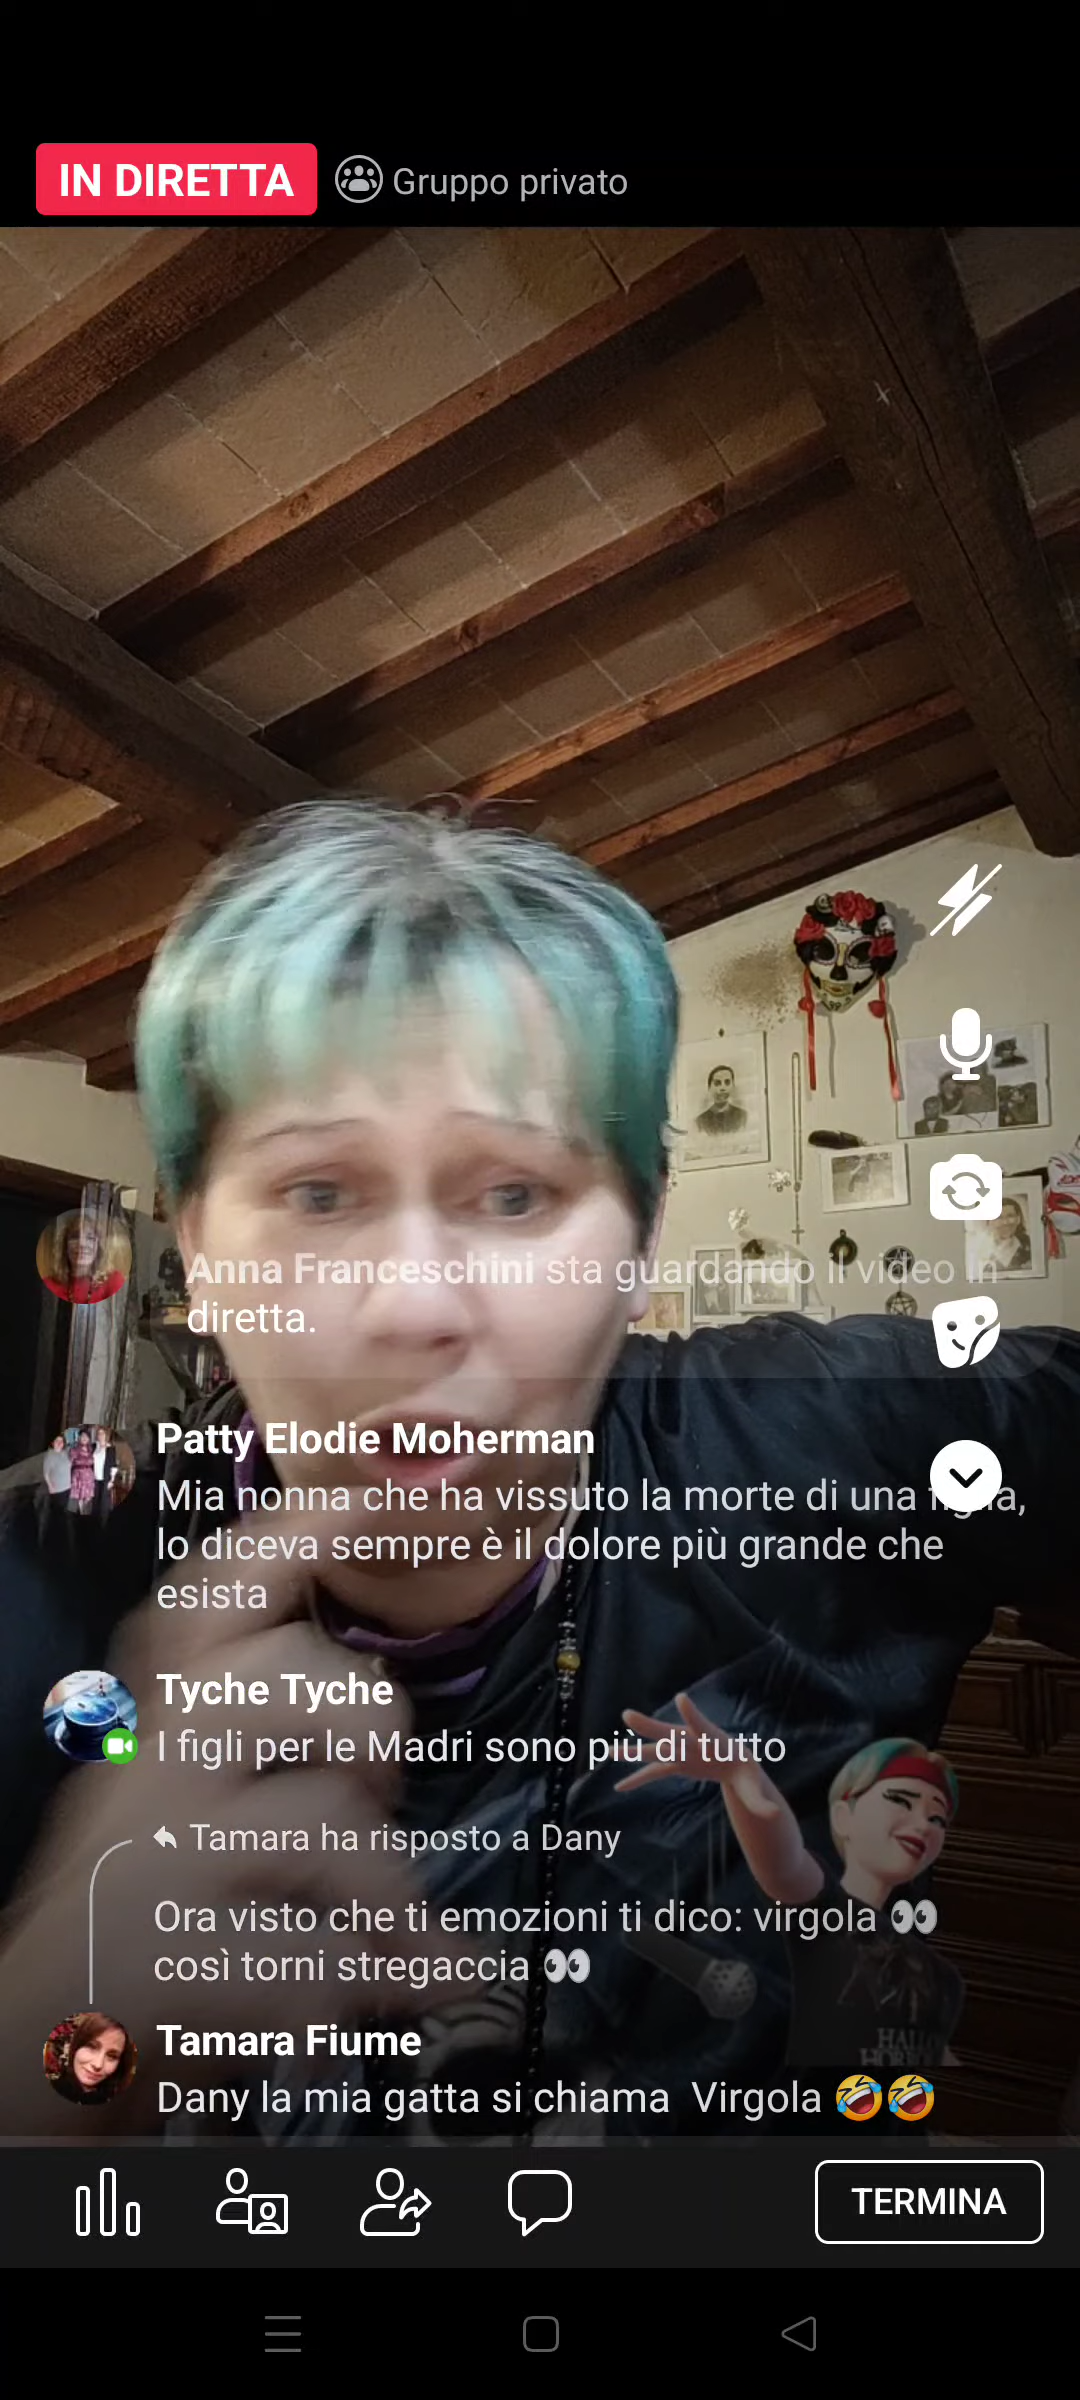 IN DIRETTA
Gruppo privato
Anna Franceschini sta guardando il video in
diretta.
Patty Elodie Moherman
Mia nonna che ha vissuto la morte di una figlia,
lo diceva sempre è il dolore più grande che
esista
Tyche Tyche
I figli per le Madri sono più di tutto
Tamara ha risposto a Dany
Ora visto che ti emozioni ti dico: virgola 👀
così torni stregaccia 👀
Tamara Fiume
Dany la mia gatta si chiama Virgola 🤣🤣
TERMINA